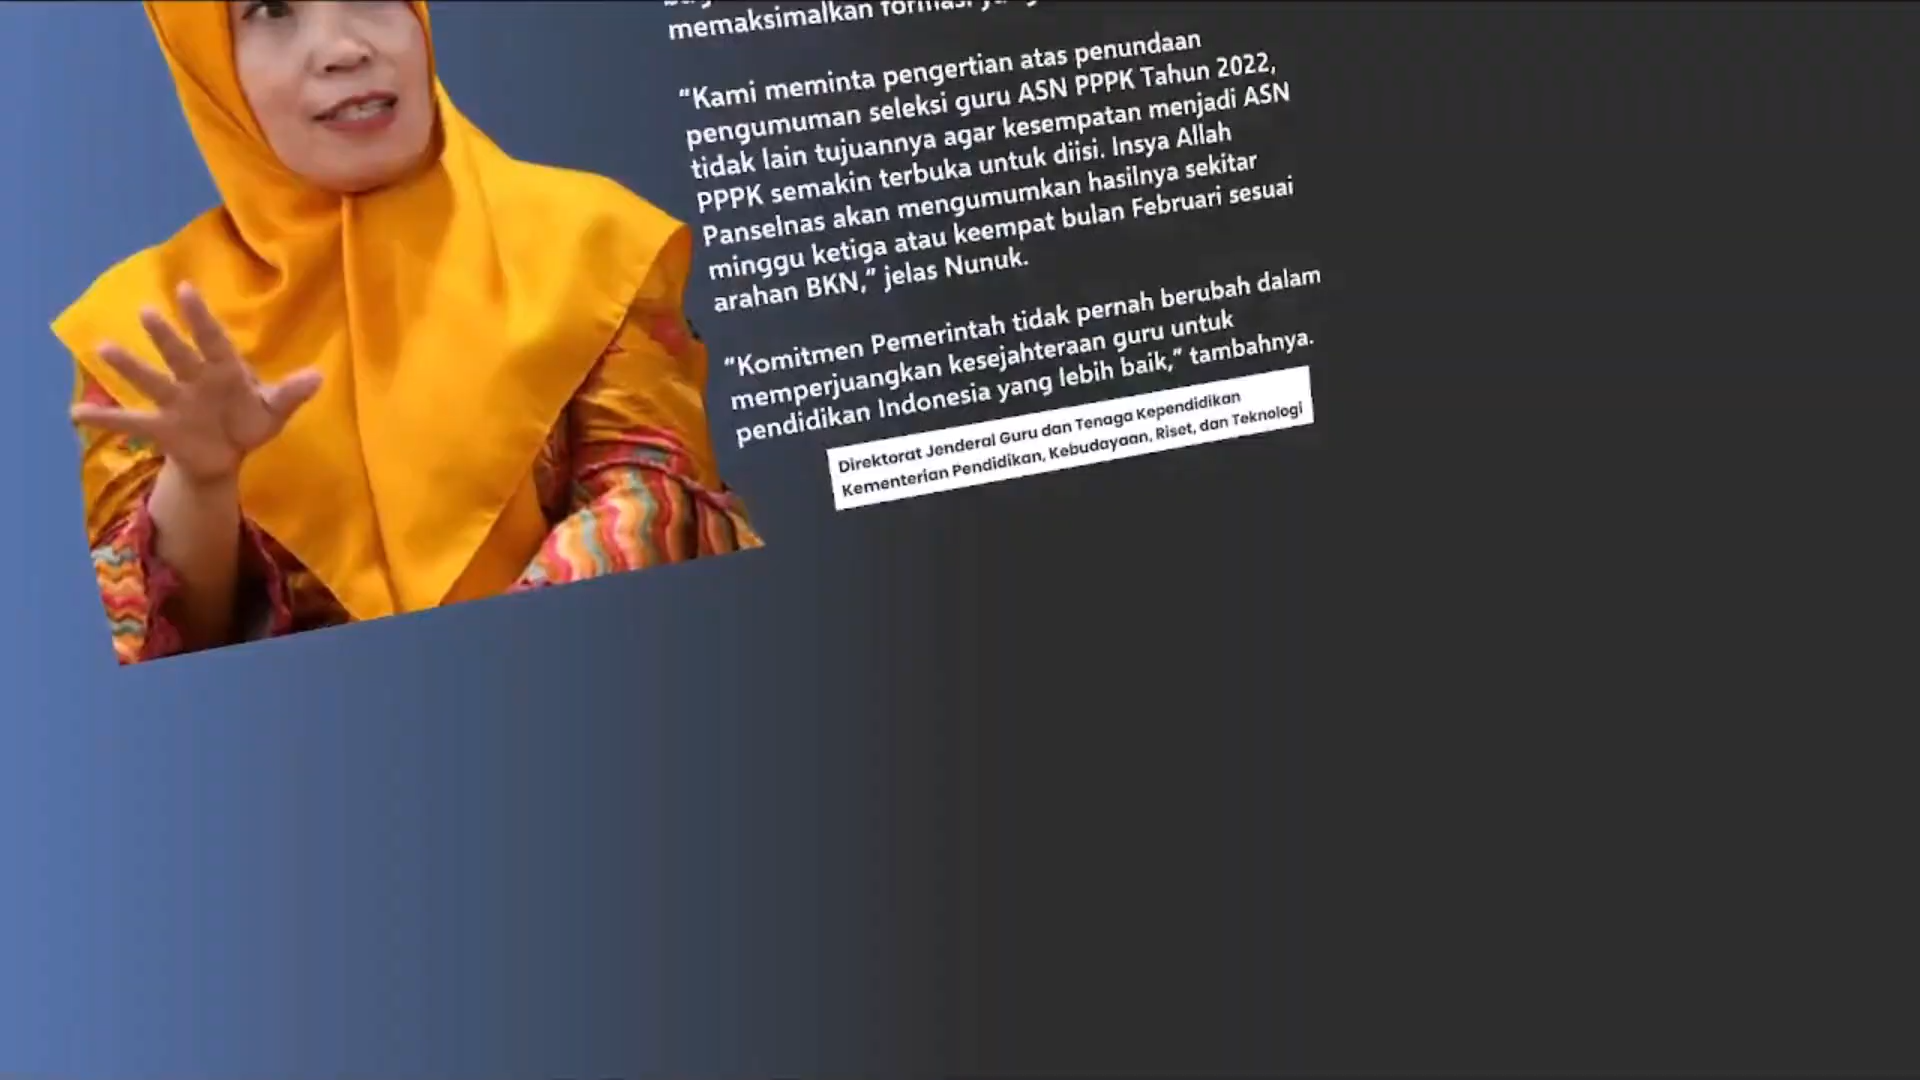 memaksimalkan formasi
“Kami meminta pengertian atas penundaan
pengumuman seleksi guru ASN PPPK Tahun 2022,
tidak lain tujuannya agar kesempatan menjadi ASN
PPPK semakin terbuka untuk diisi. Insya Allah
Panselnas akan mengumumkan hasilnya sekitar
minggu ketiga atau keempat bulan Februari sesuai
arahan BKN,” jelas Nunuk.
“Komitmen Pemerintah tidak pernah berubah dalam
memperjuangkan kesejahteraan guru untuk
pendidikan Indonesia yang lebih baik,” tambahnya.
Direktorat Jenderal Guru dan Tenaga Kependidikan
Kementerian Pendidikan, Kebudayaan, Riset, dan Teknologi